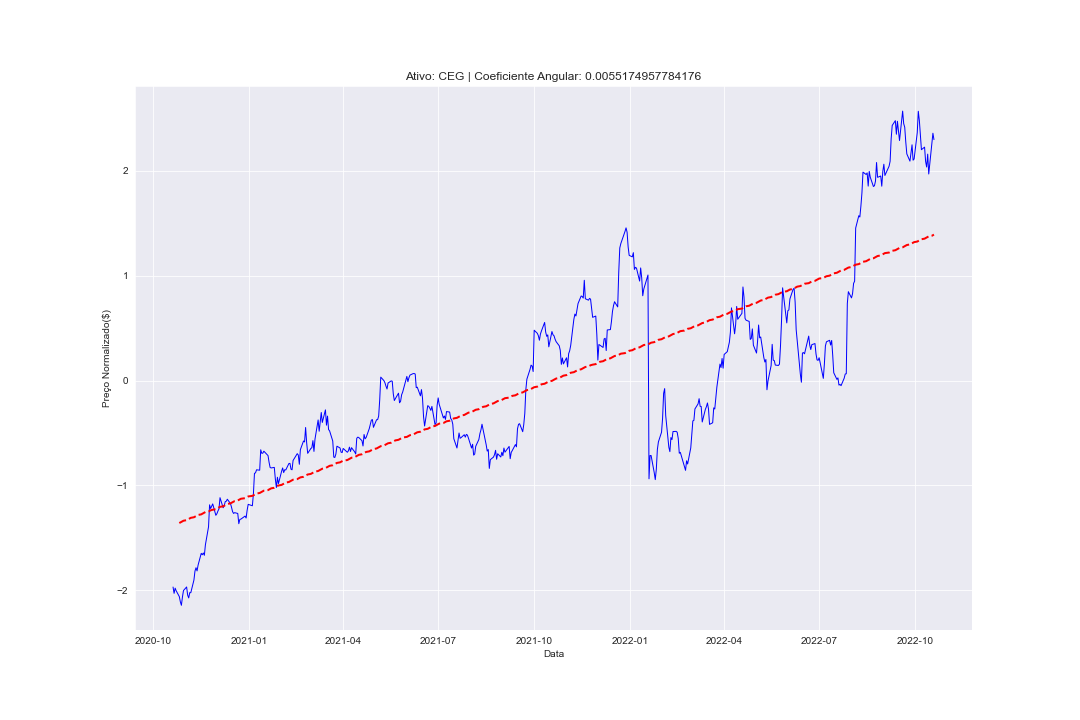 Ativo: CEG | Coeficiente Angular: 0.0055174957784176
Preço Normalizado($)
2
1
0
−1
−2
2020-10 2021-01 2021-04 2021-07 2021-10 2022-01 2022-04 2022-07 2022-10
Data